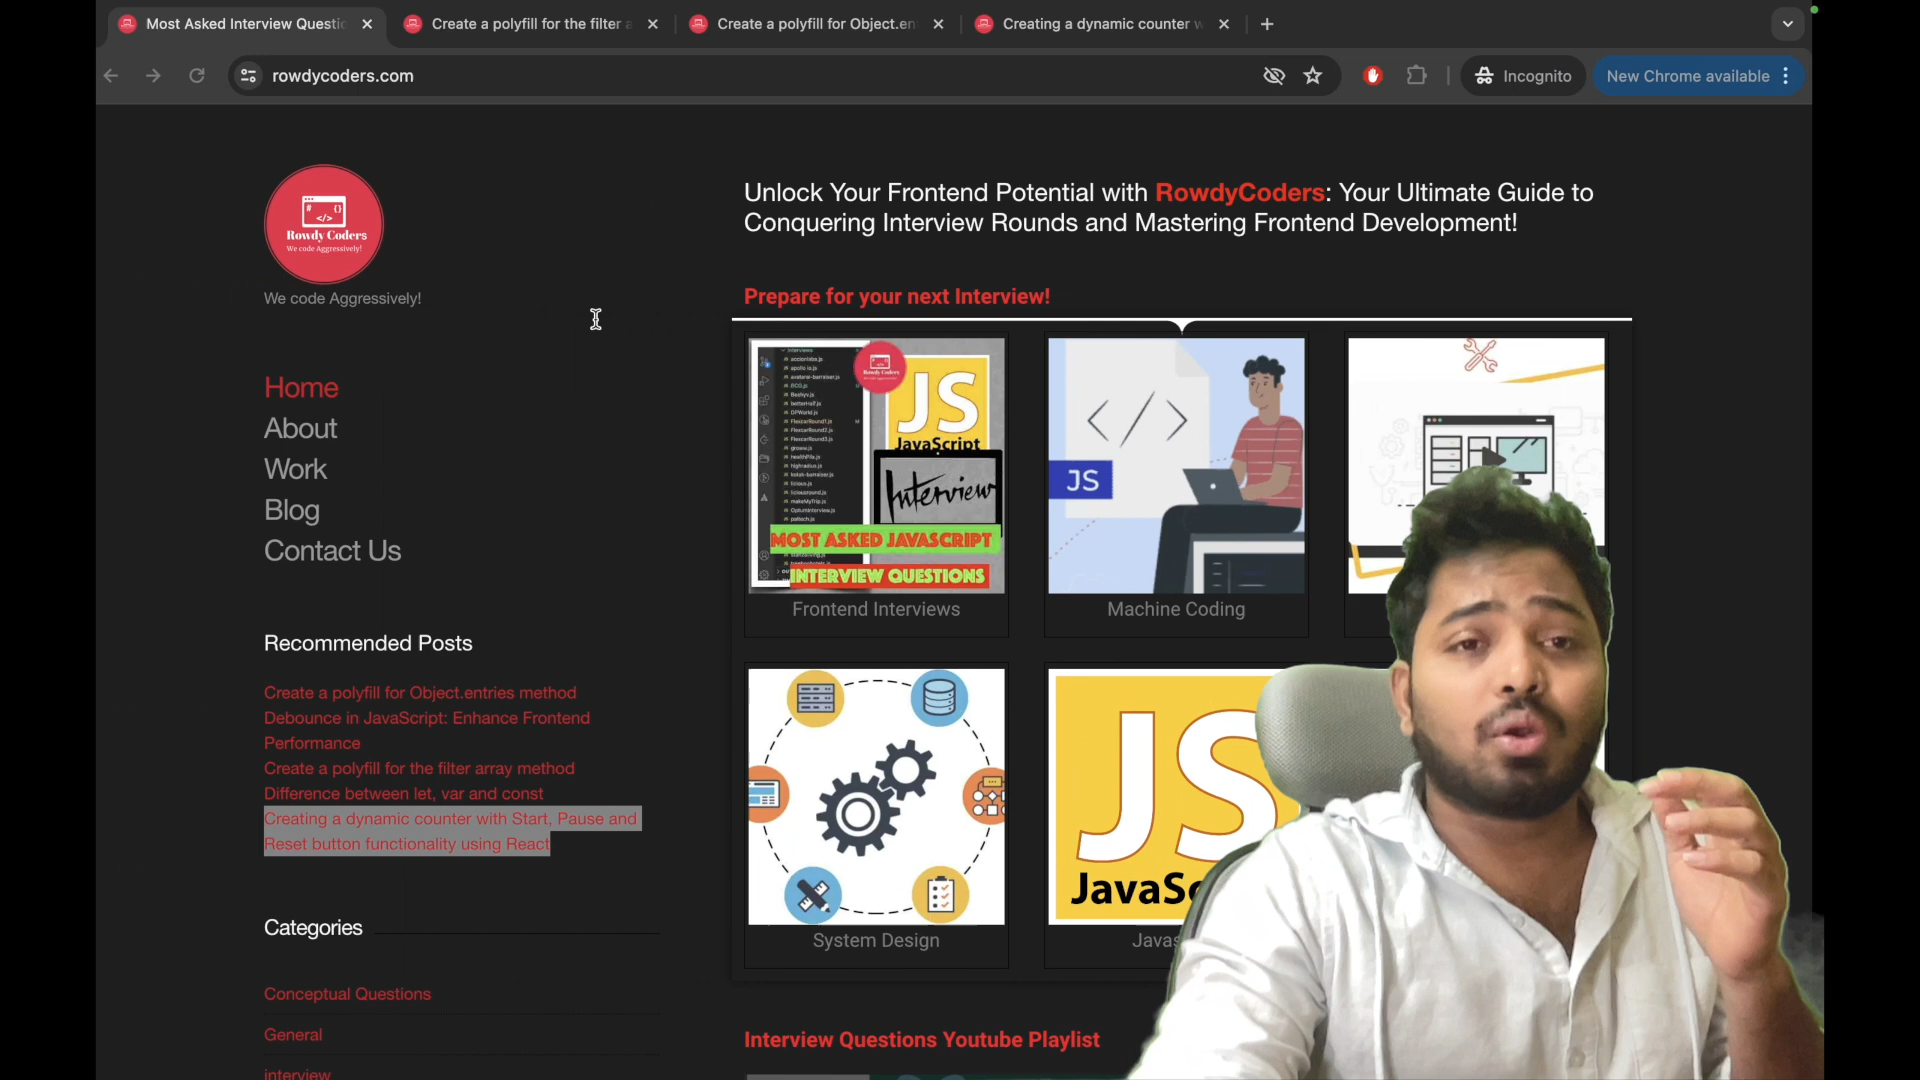 Most Asked Interview Questic
Create a polyfill for the filter a
Create a polyfill for Object.en
Creating a dynamic counter w
rowdycoders.com
Incognito
New Chrome available
# {}
</>
Rowdy Coders
We code Aggressively!
We code Aggressively!
Home
About
Work
Blog
Contact Us
Recommended Posts
Create a polyfill for Object.entries method
Debounce in JavaScript: Enhance Frontend
Performance
Create a polyfill for the filter array method
Difference between let, var and const
Creating a dynamic counter with Start, Pause and
Reset button functionality using React
Categories
Conceptual Questions
General
interview
Unlock Your Frontend Potential with RowdyCoders: Your Ultimate Guide to
Conquering Interview Rounds and Mastering Frontend Development!
Prepare for your next Interview!
Rowdy Coders
JS
JavaScript
Interview
MOST ASKED JAVASCRIPT
INTERVIEW QUESTIONS
Frontend Interviews
</>
JS
Machine Coding
System Design
JS
JavaSc
Javas
Interview Questions Youtube Playlist